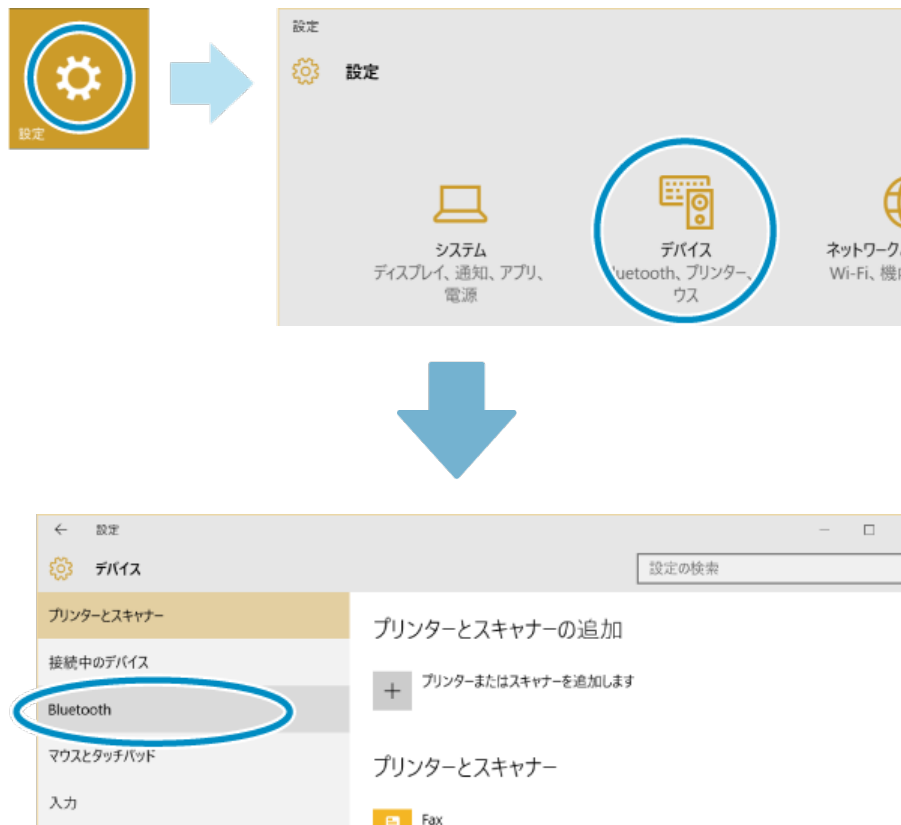 設定
設定
設定
システム
ディスプレイ、通知、アプリ、
電源
デバイス
uetooth、プリンター、
ウス
ネットワーク
Wi-Fi、機
設定
デバイス
設定の検索
プリンターとスキャナー
接続中のデバイス
Bluetooth
マウスとタッチパッド
入力
プリンターとスキャナーの追加
プリンターまたはスキャナーを追加します
プリンターとスキャナー
Fax